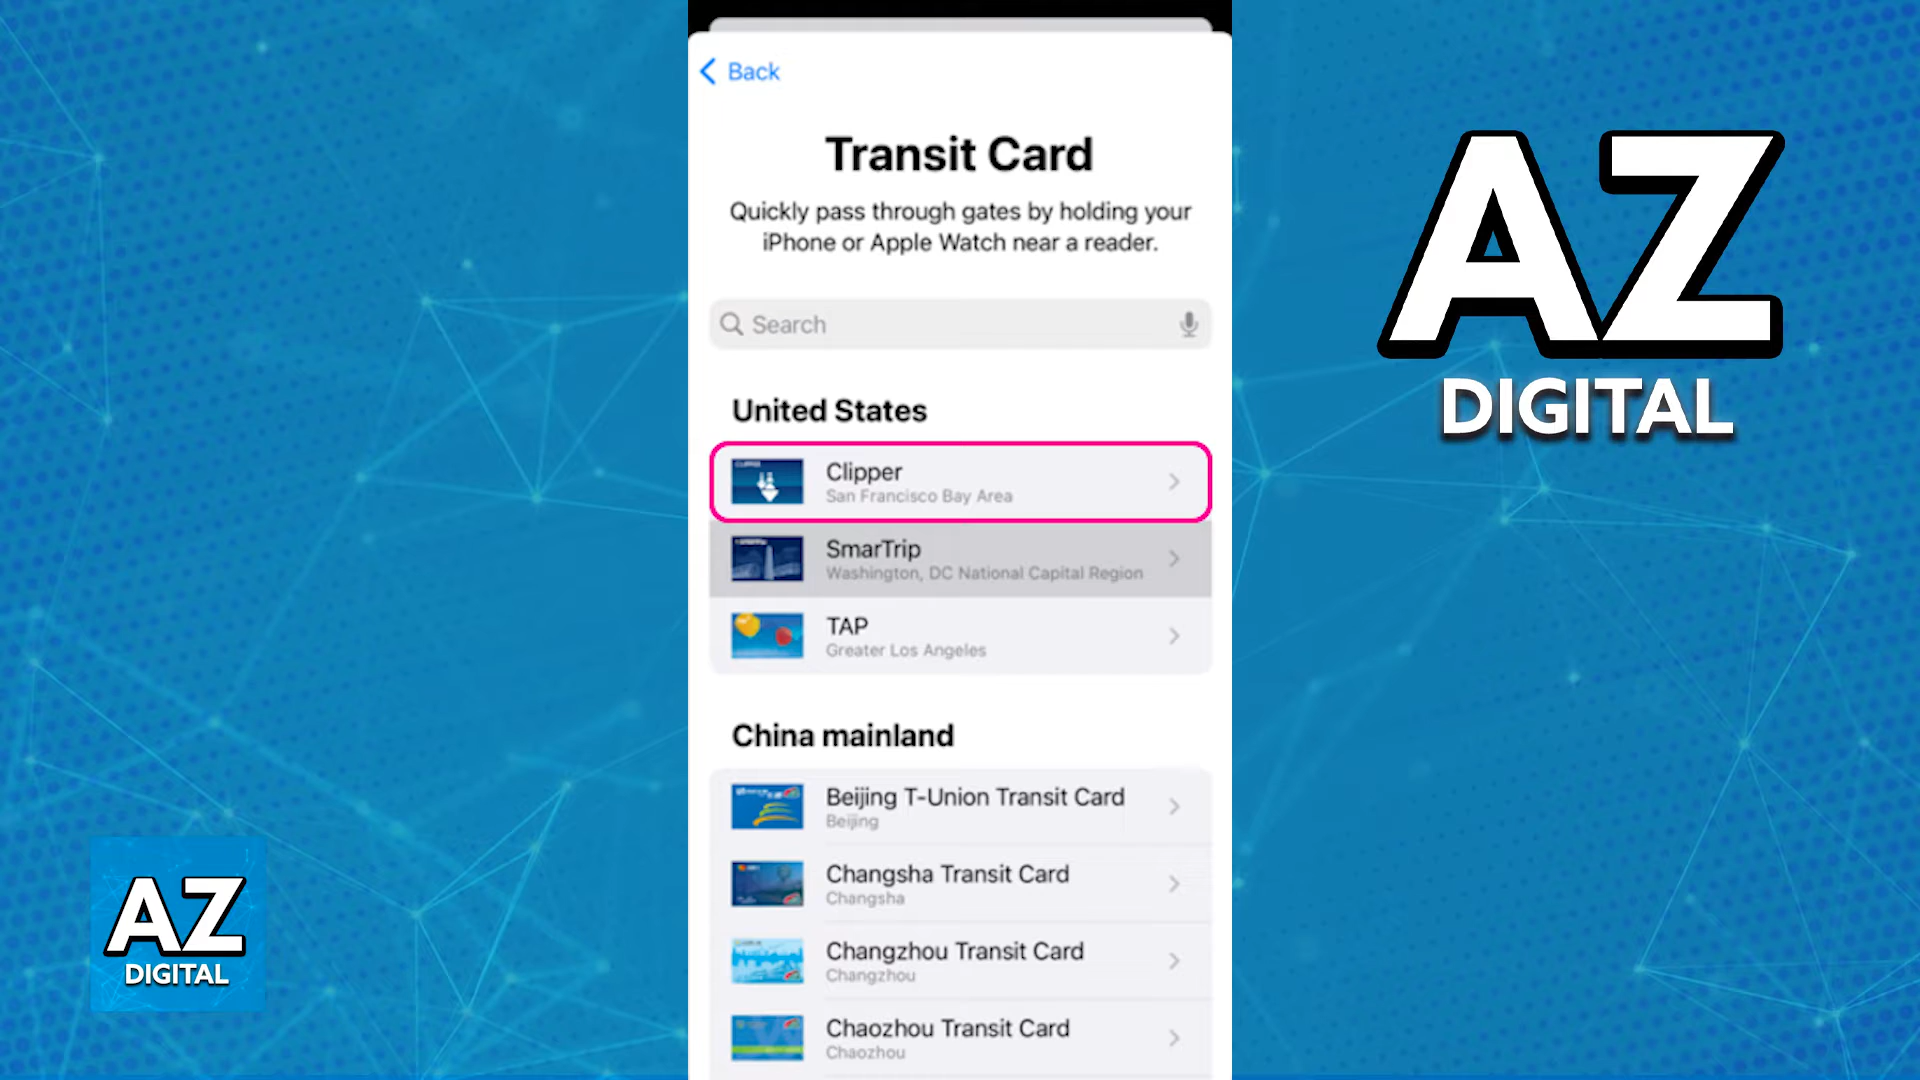 Back
Transit Card
Quickly pass through gates by holding your
iPhone or Apple Watch near a reader.
Search
United States
Clipper
San Francisco Bay Area
SmarTrip
Washington, DC National Capital Region
TAP
Greater Los Angeles
China mainland
Beijing T-Union Transit Card
Beijing
Changsha Transit Card
Changsha
Changzhou Transit Card
Changzhou
Chaozhou Transit Card
Chaozhou
AZ
DIGITAL
AZ
DIGITAL